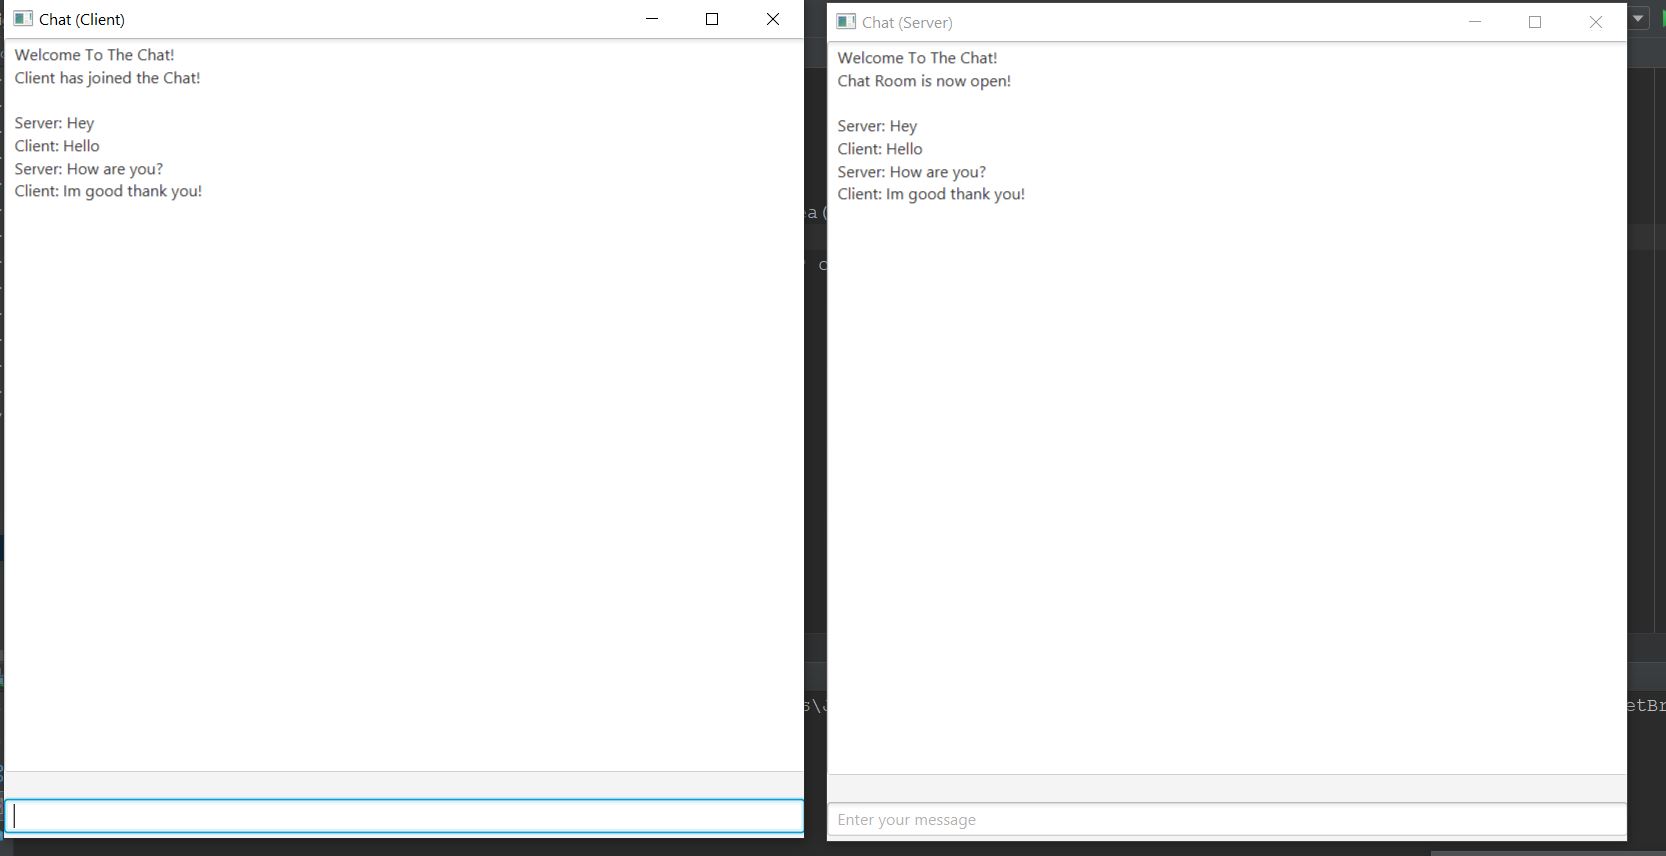 Chat (Client)
Welcome To The Chat!
Client has joined the Chat!
Server: Hey
Client: Hello
Server: How are you?
Client: Im good thank you!
Chat (Server)
Welcome To The Chat!
Chat Room is now open!
Server: Hey
Client: Hello
Server: How are you?
Client: Im good thank you!
Enter your message